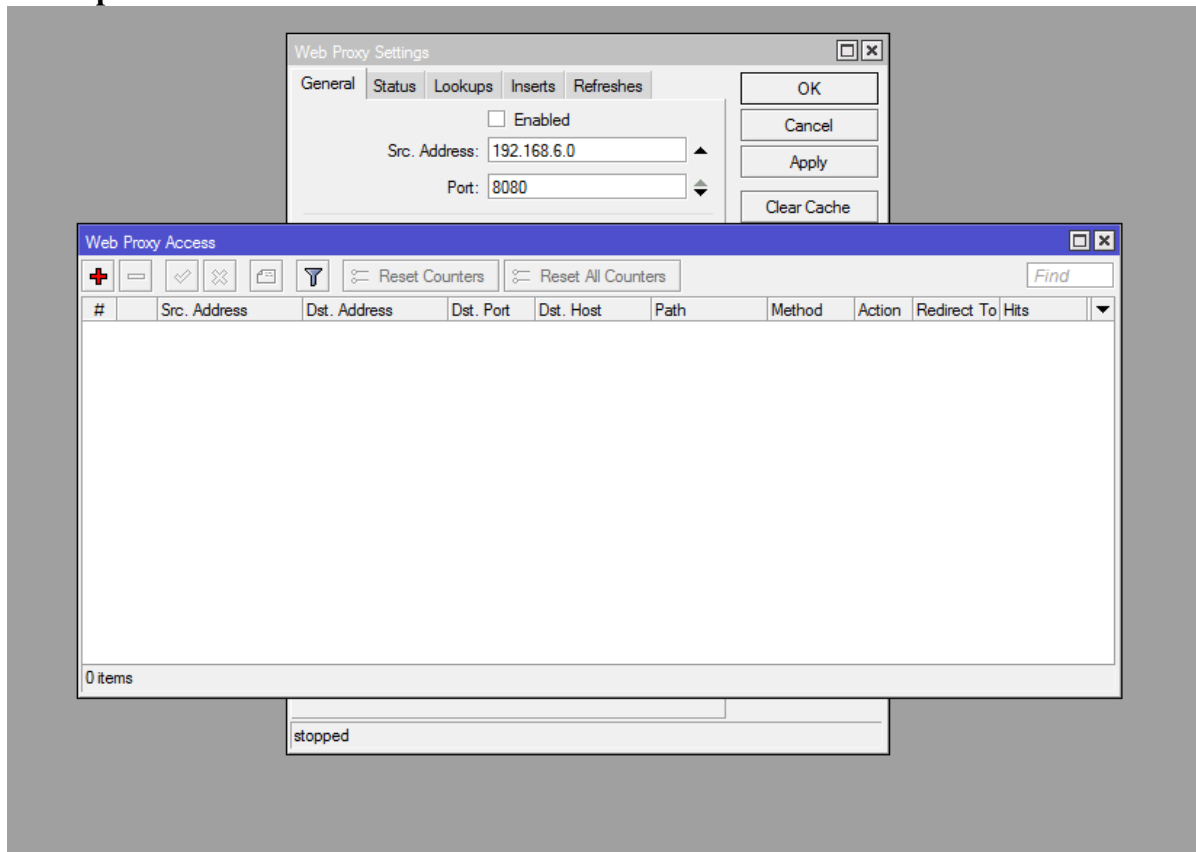 Web Proxy Settings
General Status Lookups Inserts Refreshes
OK
Enabled
Cancel
Src. Address: 192.168.6.0
Apply
Port: 8080
Clear Cache
Web Proxy Access
Reset Counters Reset All Counters Find
# Src. Address Dst. Address Dst. Port Dst. Host Path Method Action Redirect To Hits
0 items
stopped